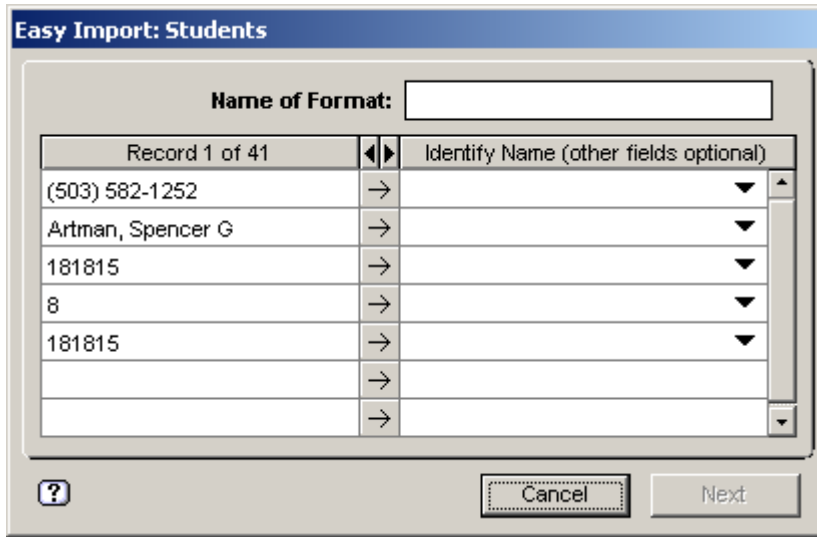 Easy Import: Students
Name of Format:
Record 1 of 41 Identify Name (other fields optional)
(503) 582-1252
Artman, Spencer G
181815
8
181815
? Cancel Next